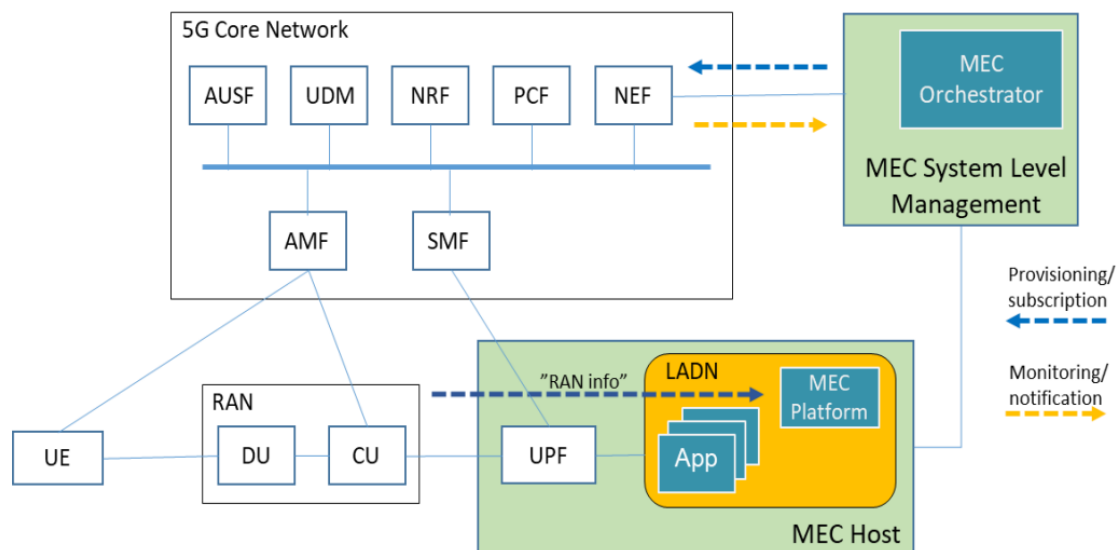 5G Core Network
AUSF
UDM
NRF
PCF
NEF
MEC
Orchestrator
MEC System Level
Management
AMF
SMF
Provisioning/
subscription
Monitoring/
notification
RAN
"RAN info"
LADN
MEC
Platform
UE
DU
CU
UPF
App
MEC Host